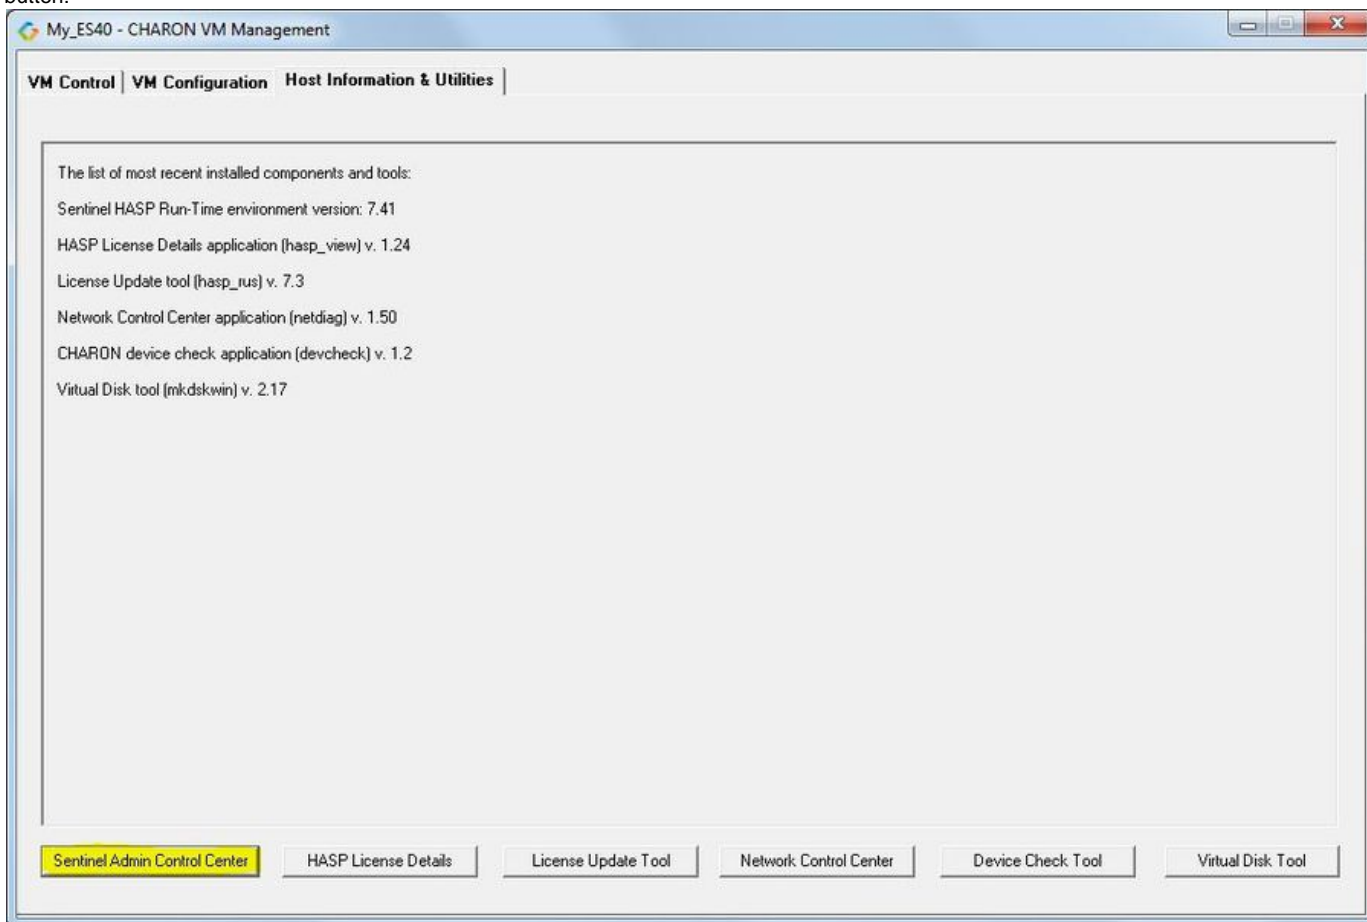 button.
My_ES40 - CHARON VM Management
VM Control VM Configuration Host Information & Utilities
The list of most recent installed components and tools:
Sentinel HASP Run-Time environment version: 7.41
HASP License Details application (hasp_view) v. 1.24
License Update tool (hasp_rus) v. 7.3
Network Control Center application (netdiag) v. 1.50
CHARON device check application (devcheck) v. 1.2
Virtual Disk tool (mkdskwin) v. 2.17
Sentinel Admin Control Center HASP License Details License Update Tool Network Control Center Device Check Tool Virtual Disk Tool